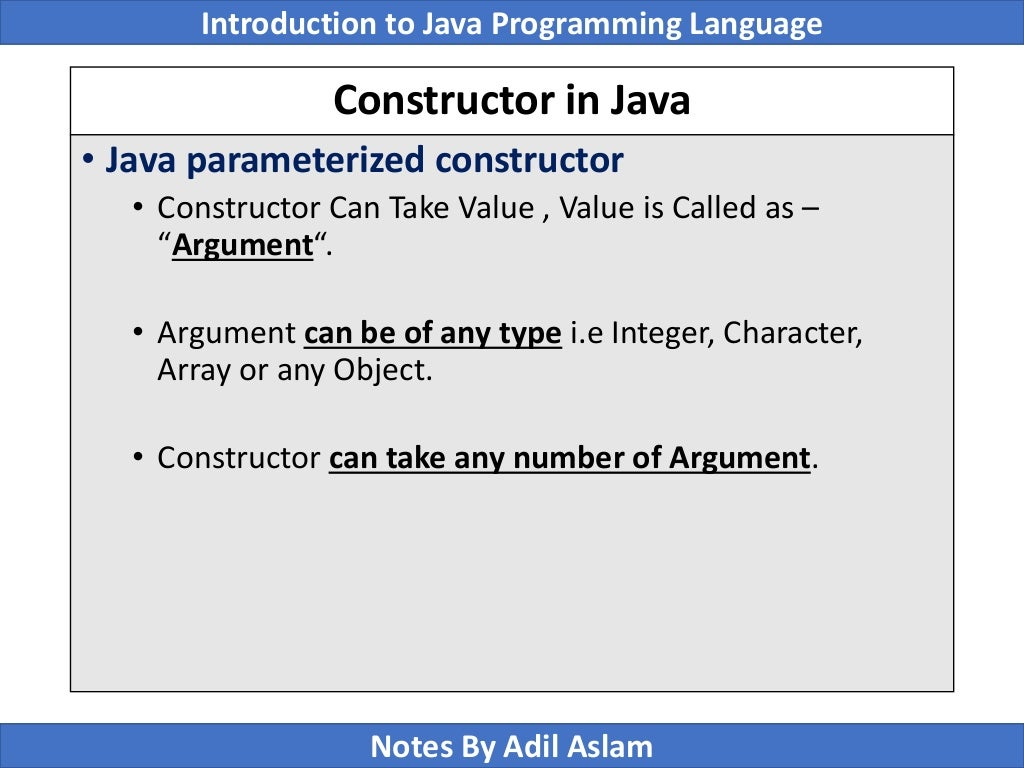 Introduction to Java Programming Language
Constructor in Java
• Java parameterized constructor
• Constructor Can Take Value , Value is Called as –
“Argument“.
• Argument can be of any type i.e Integer, Character,
Array or any Object.
• Constructor can take any number of Argument.
Notes By Adil Aslam